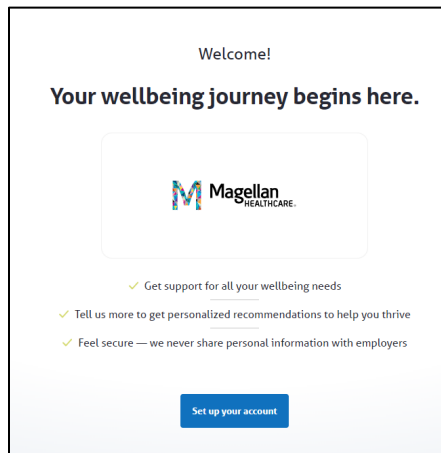 Welcome!
Your wellbeing journey begins here.
M Magellan
HEALTHCARE®
Get support for all your wellbeing needs
Tell us more to get personalized recommendations to help you thrive
Feel secure — we never share personal information with employers
Set up your account